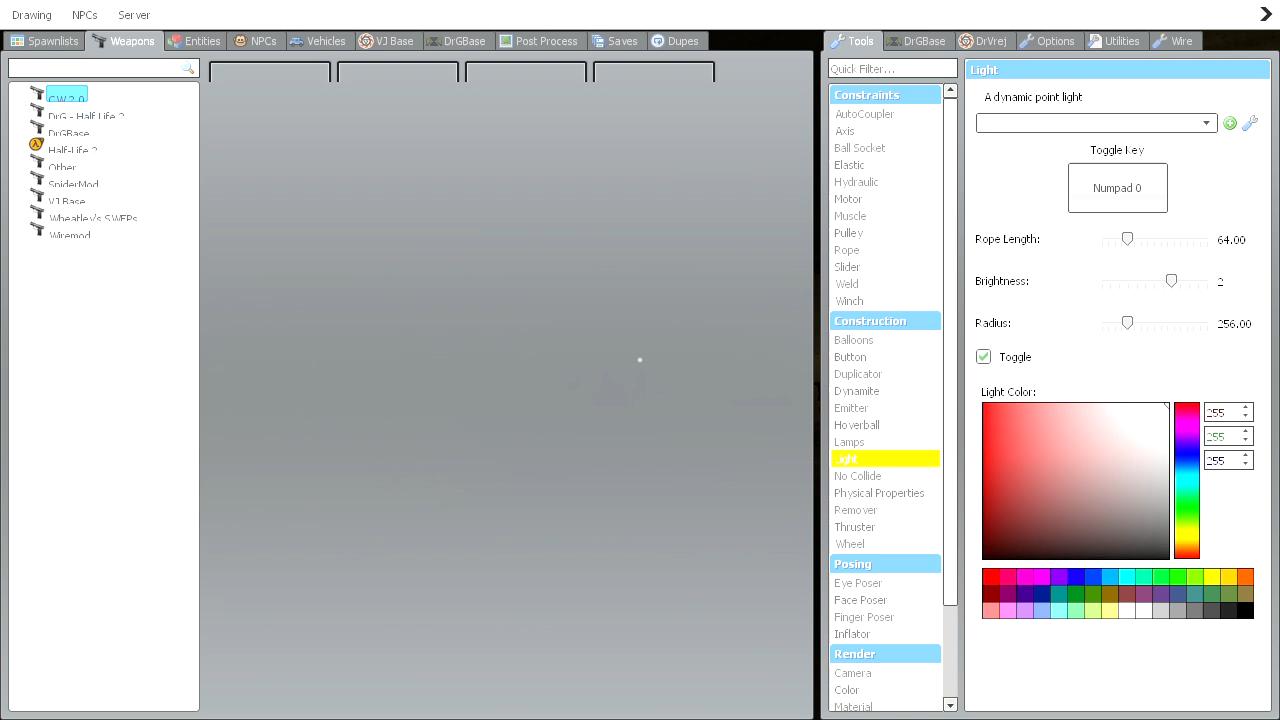 Drawing NPCs Server
Spawnlists Weapons Entities NPCs Vehicles VJ Base DrGBase Post Process Saves Dupes
Tools DrGBase DrVrej Options Utilities Wire
C.W 2.0
DrG - Half Life 2
DrGBase
Half-Life 2
Other
SpiderMod
VJ Base
Wheatley's SWEPs
Wiremod
Quick Filter...
Constraints
AutoCoupler
Axis
Ball Socket
Elastic
Hydraulic
Motor
Muscle
Pulley
Rope
Slider
Weld
Winch
Construction
Balloons
Button
Duplicator
Dynamite
Emitter
Hoverball
Lamps
Light
No Collide
Physical Properties
Remover
Thruster
Wheel
Posing
Eye Poser
Face Poser
Finger Poser
Inflator
Render
Camera
Color
Material
Light
A dynamic point light
Toggle Key
Numpad 0
Rope Length: 64.00
Brightness: 2
Radius: 256.00
Toggle
Light Color:
255
255
255